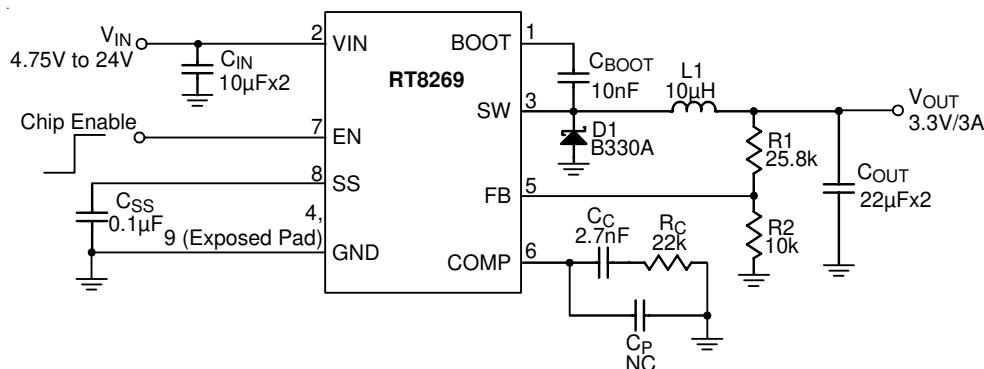 VIN
4.75V to 24V
CIN
10µFx2
2
VIN
RT8269
BOOT
1
CBOOT
10nF
L1
10µH
SW
3
VOUT
3.3V/3A
D1
B330A
R1
25.8k
COUT
22µFx2
Chip Enable
7
EN
8
SS
CSS
0.1µF
4,
9 (Exposed Pad)
GND
FB
5
R2
10k
CC
2.7nF
RC
22k
COMP
6
CP
NC